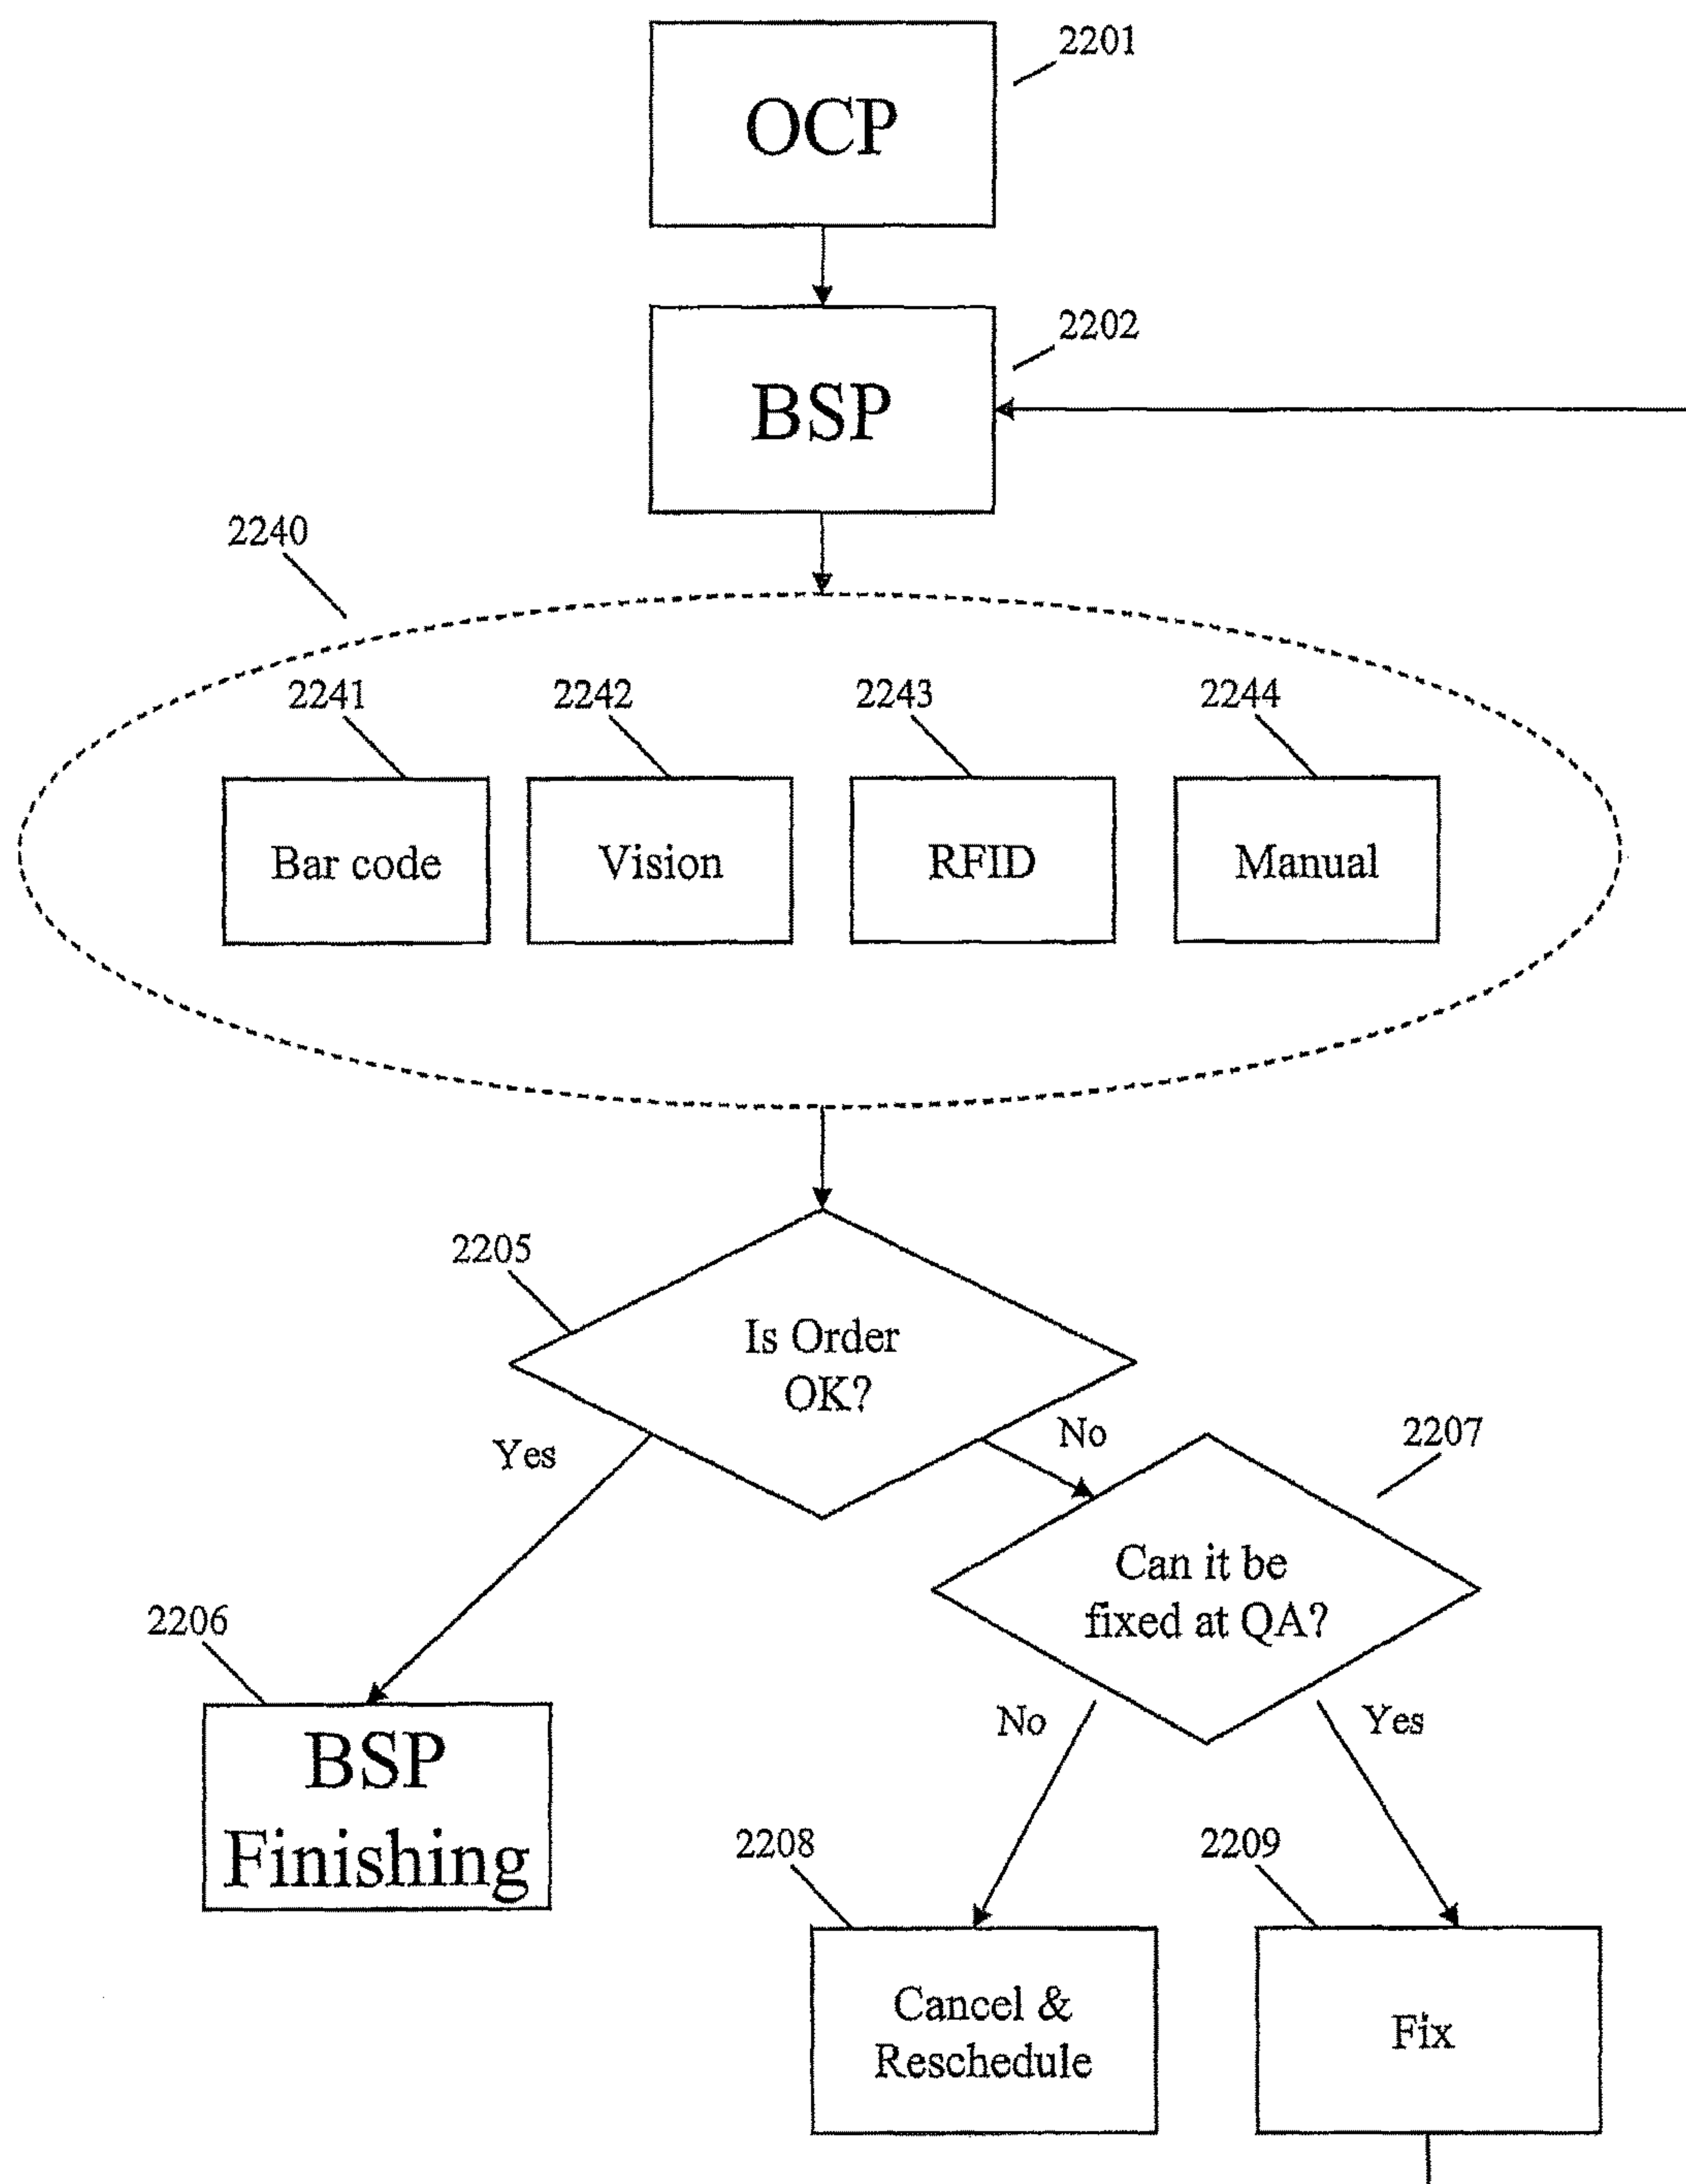 2201
OCP
2202
BSP
2240
2241
2242
2243
2244
Bar code
Vision
RFID
Manual
2205
Is Order
OK?
Yes
No
2207
Can it be
fixed at QA?
2206
BSP
Finishing
No
Yes
2208
2209
Cancel &
Reschedule
Fix